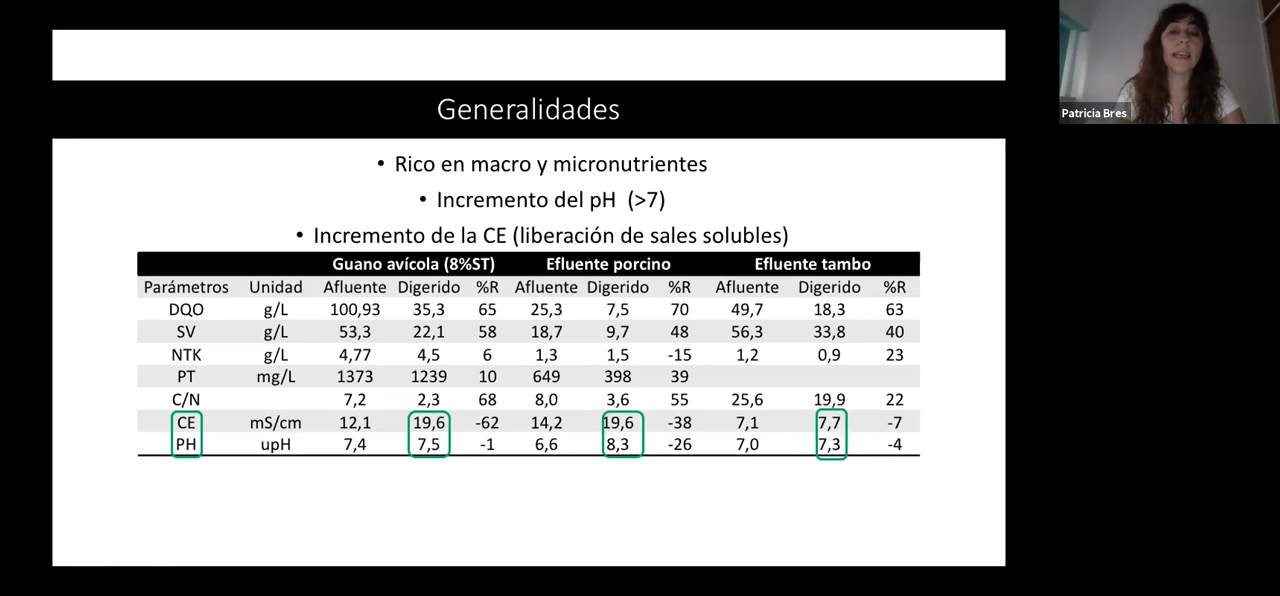 Generalidades
• Rico en macro y micronutrientes
• Incremento del pH (>7)
• Incremento de la CE (liberación de sales solubles)
Guano avícola (8%ST) Efluente porcino Efluente tambo
Parámetros Unidad Afluente Digerido %R Afluente Digerido %R Afluente Digerido %R
DQO g/L 100,93 35,3 65 25,3 7,5 70 49,7 18,3 63
SV g/L 53,3 22,1 58 18,7 9,7 48 56,3 33,8 40
NTK g/L 4,77 4,5 6 1,3 1,5 -15 1,2 0,9 23
PT mg/L 1373 1239 10 649 398 39
C/N 7,2 2,3 68 8,0 3,6 55 25,6 19,9 22
CE mS/cm 12,1 19,6 -62 14,2 19,6 -38 7,1 7,7 -7
PH upH 7,4 7,5 -1 6,6 8,3 -26 7,0 7,3 -4
Patricia Bres